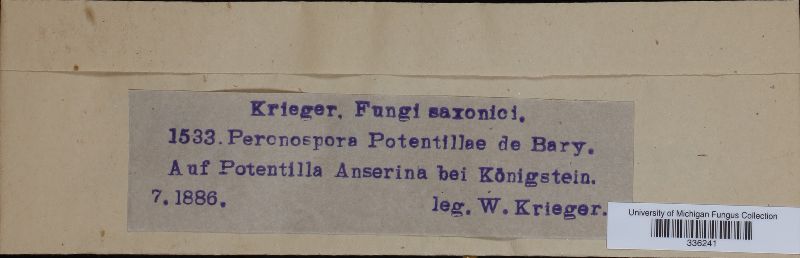 Krieger. Fungi saxonici.
1533. Peronospora Potentillae de Bary.
Auf Potentilla Anserina bei Königstein.
7. 1886. leg. W. Krieger.
University of Michigan Fungus Collection
336241